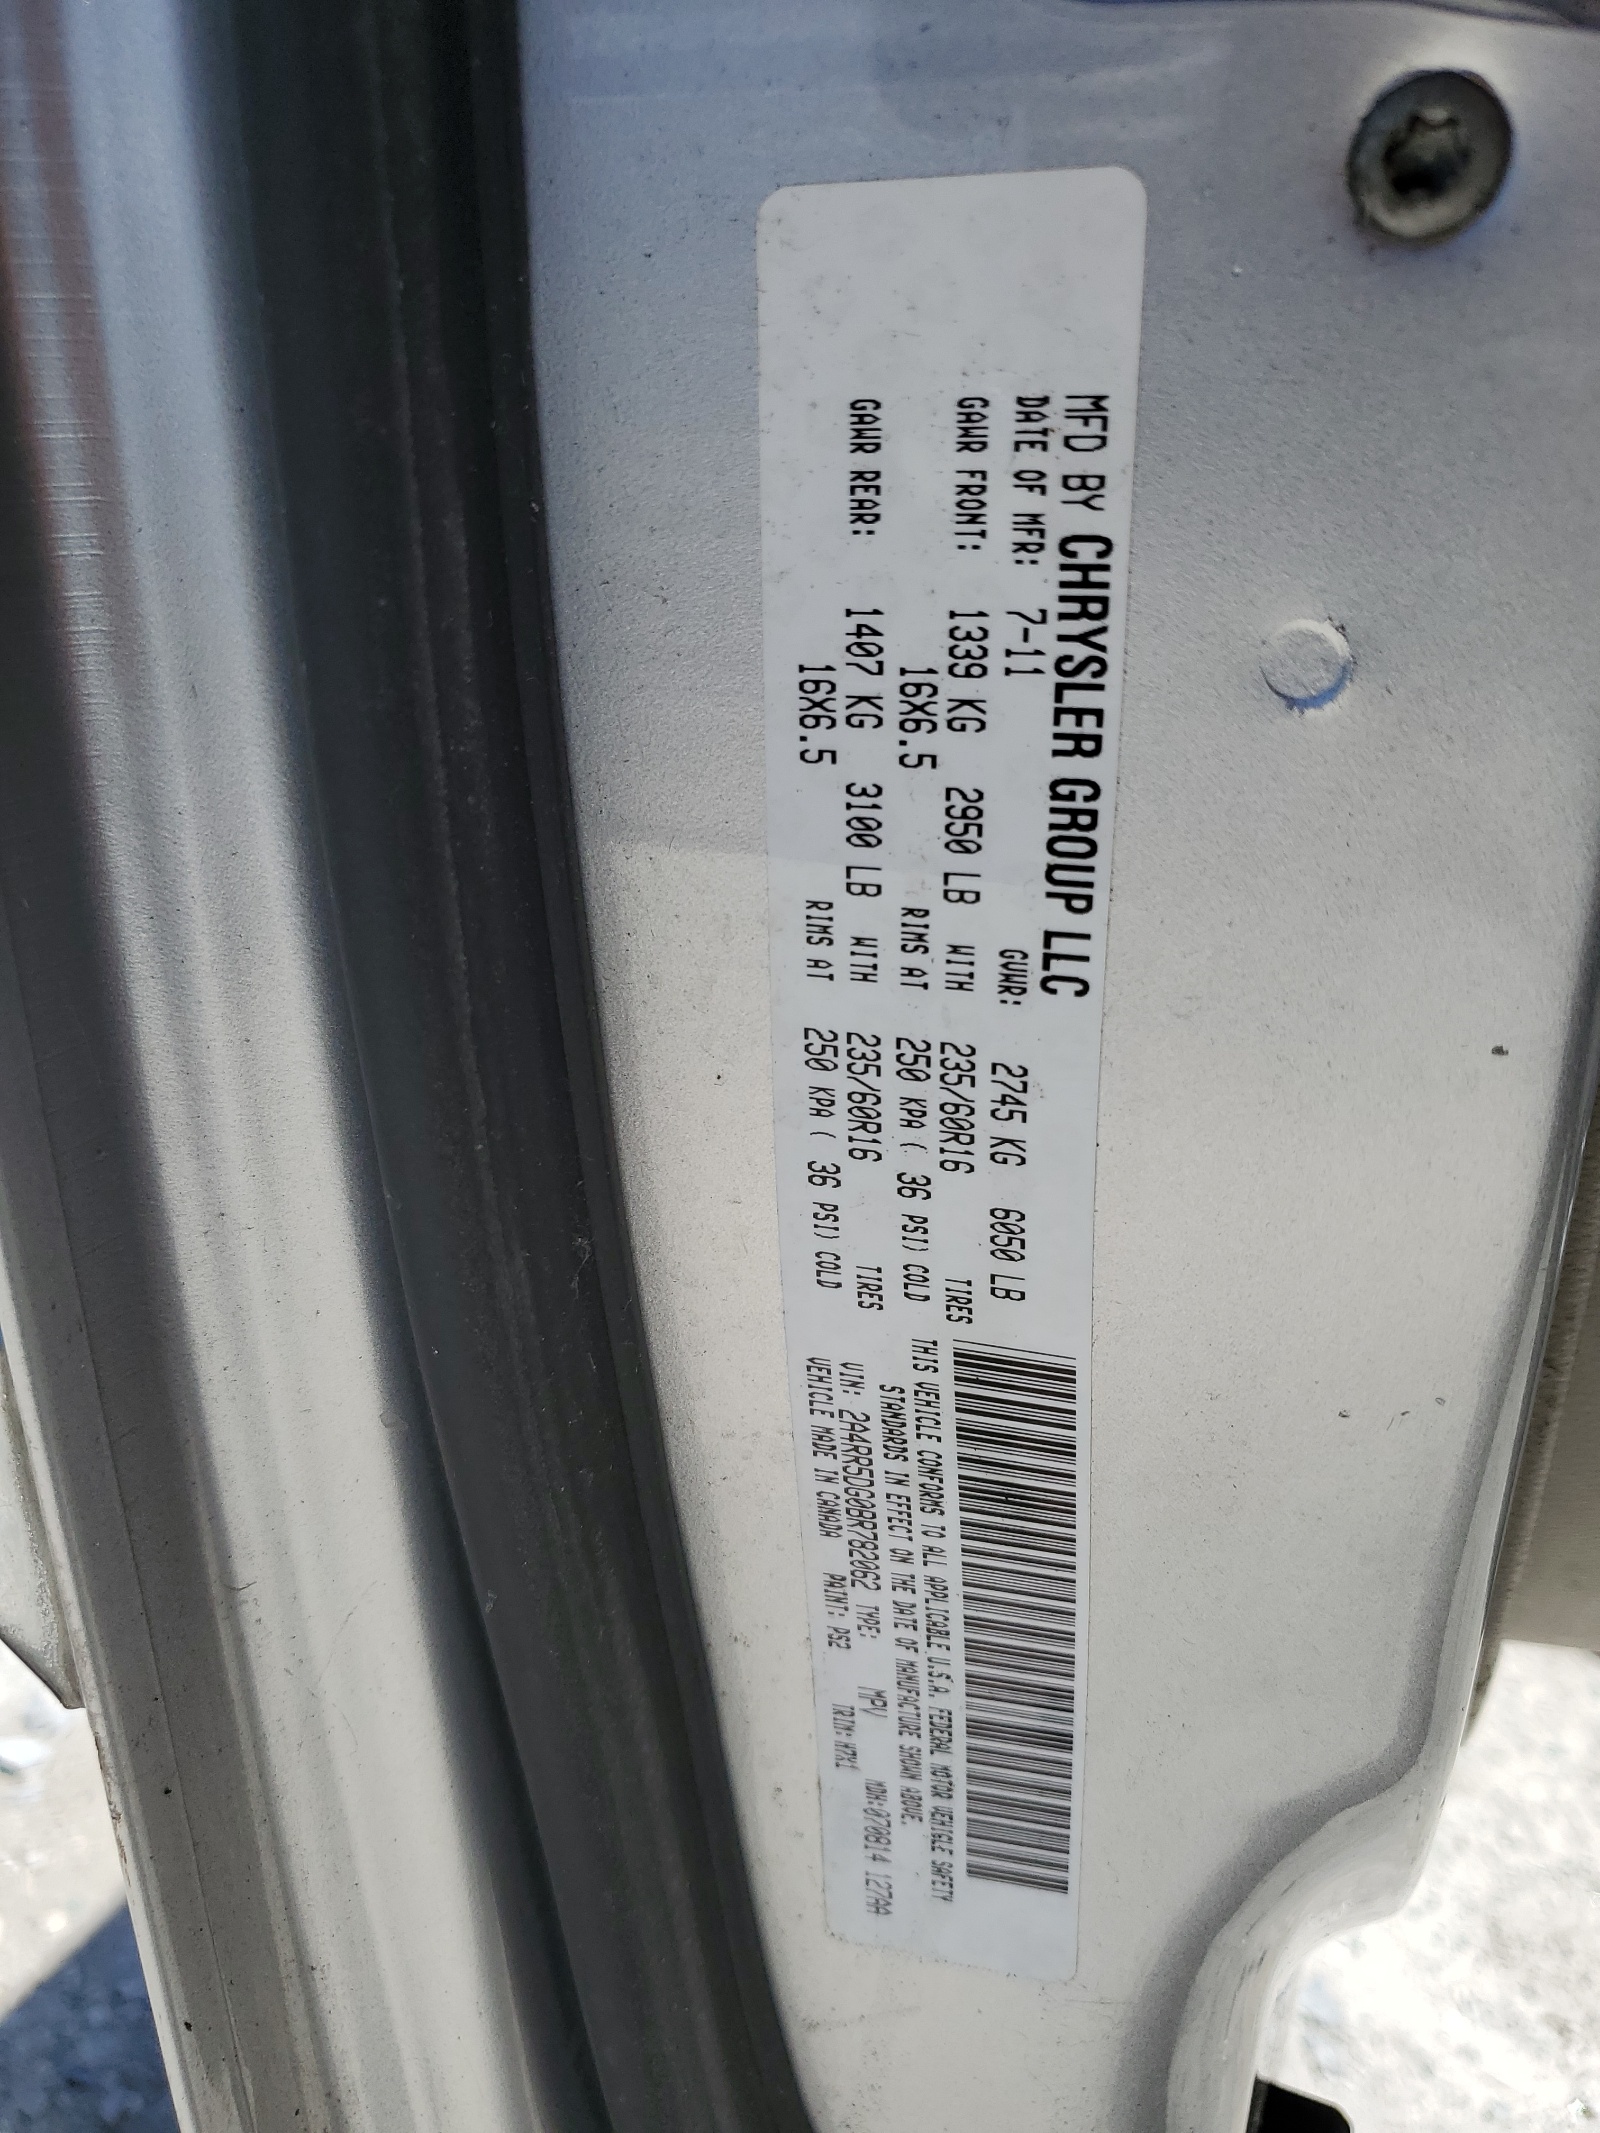 MFD BY CHRYSLER GROUP LLC
DATE OF MFR: 7-11 GVWR: 2745 KG 6050 LB
GAWR FRONT: 1339 KG 2950 LB WITH 235/60R16 TIRES
16X6.5 RIMS AT 250 KPA ( 36 PSI) COLD
GAWR REAR: 1407 KG 3100 LB WITH 235/60R16 TIRES
16X6.5 RIMS AT 250 KPA ( 36 PSI) COLD
THIS VEHICLE CONFORMS TO ALL APPLICABLE U.S.A. FEDERAL MOTOR VEHICLE SAFETY
STANDARDS IN EFFECT ON THE DATE OF MANUFACTURE SHOWN ABOVE.
VIN: 2A4RR5DG0BR782062 TYPE: MPV MDH:070814 127AA
VEHICLE MADE IN CANADA PAINT: PS2 TRIM: